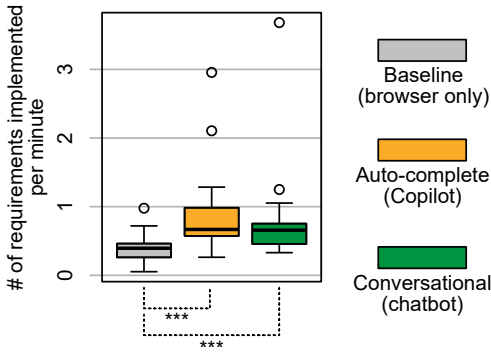 # of requirements implemented
per minute
3
2
1
0
***
***
Baseline
(browser only)
Auto-complete
(Copilot)
Conversational
(chatbot)